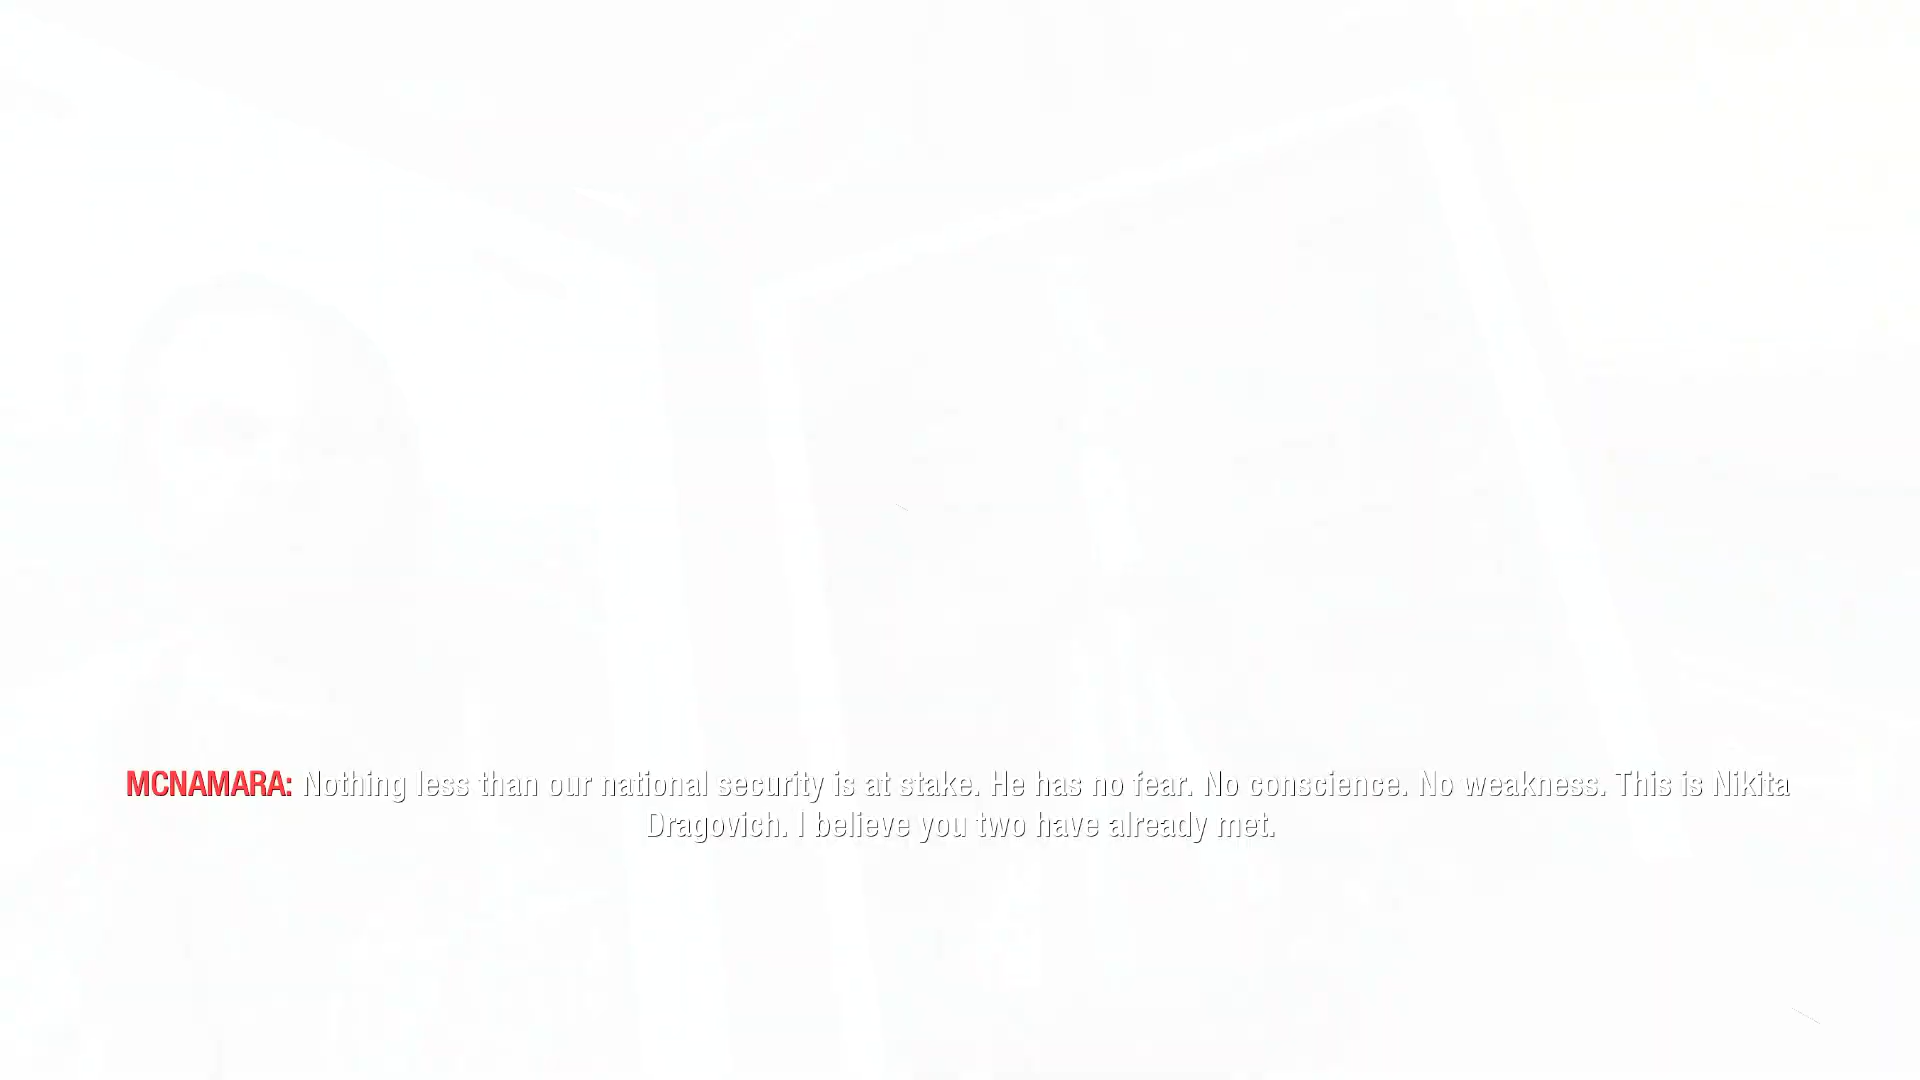 MCNAMARA: Nothing less than our national security is at stake. He has no fear. No conscience. No weakness. This is Nikita
Dragovich. I believe you two have already met.